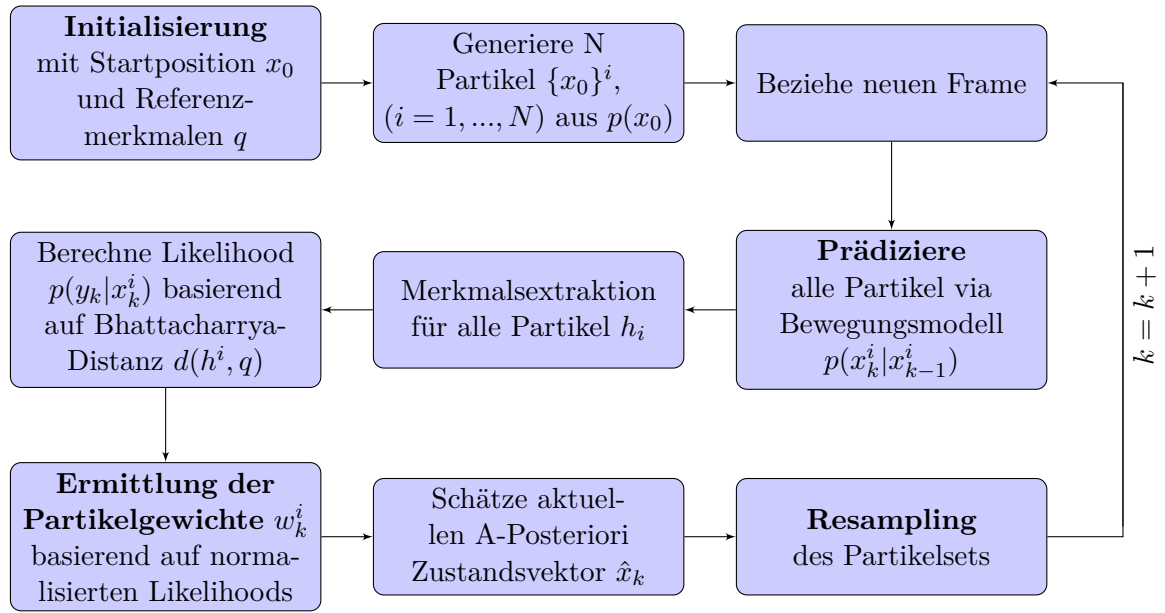 Initialisierung
mit Startposition $x_0$
und Referenz-
merkmalen $q$
Generiere N
Partikel $\{x_0\}^i$,
$(i = 1, ..., N)$ aus $p(x_0)$
Beziehe neuen Frame
Prädiziere
alle Partikel via
Bewegungsmodell
$p(x_k^i|x_{k-1}^i)$
Merkmalsextraktion
für alle Partikel $h_i$
Berechne Likelihood
$p(y_k|x_k^i)$ basierend
auf Bhattacharrya-
Distanz $d(h^i, q)$
Ermittlung der
Partikelgewichte $w_k^i$
basierend auf norma-
lisierten Likelihoods
Schätze aktuel-
len A-Posteriori
Zustandsvektor $\hat{x}_k$
Resampling
des Partikelsets
$k = k + 1$